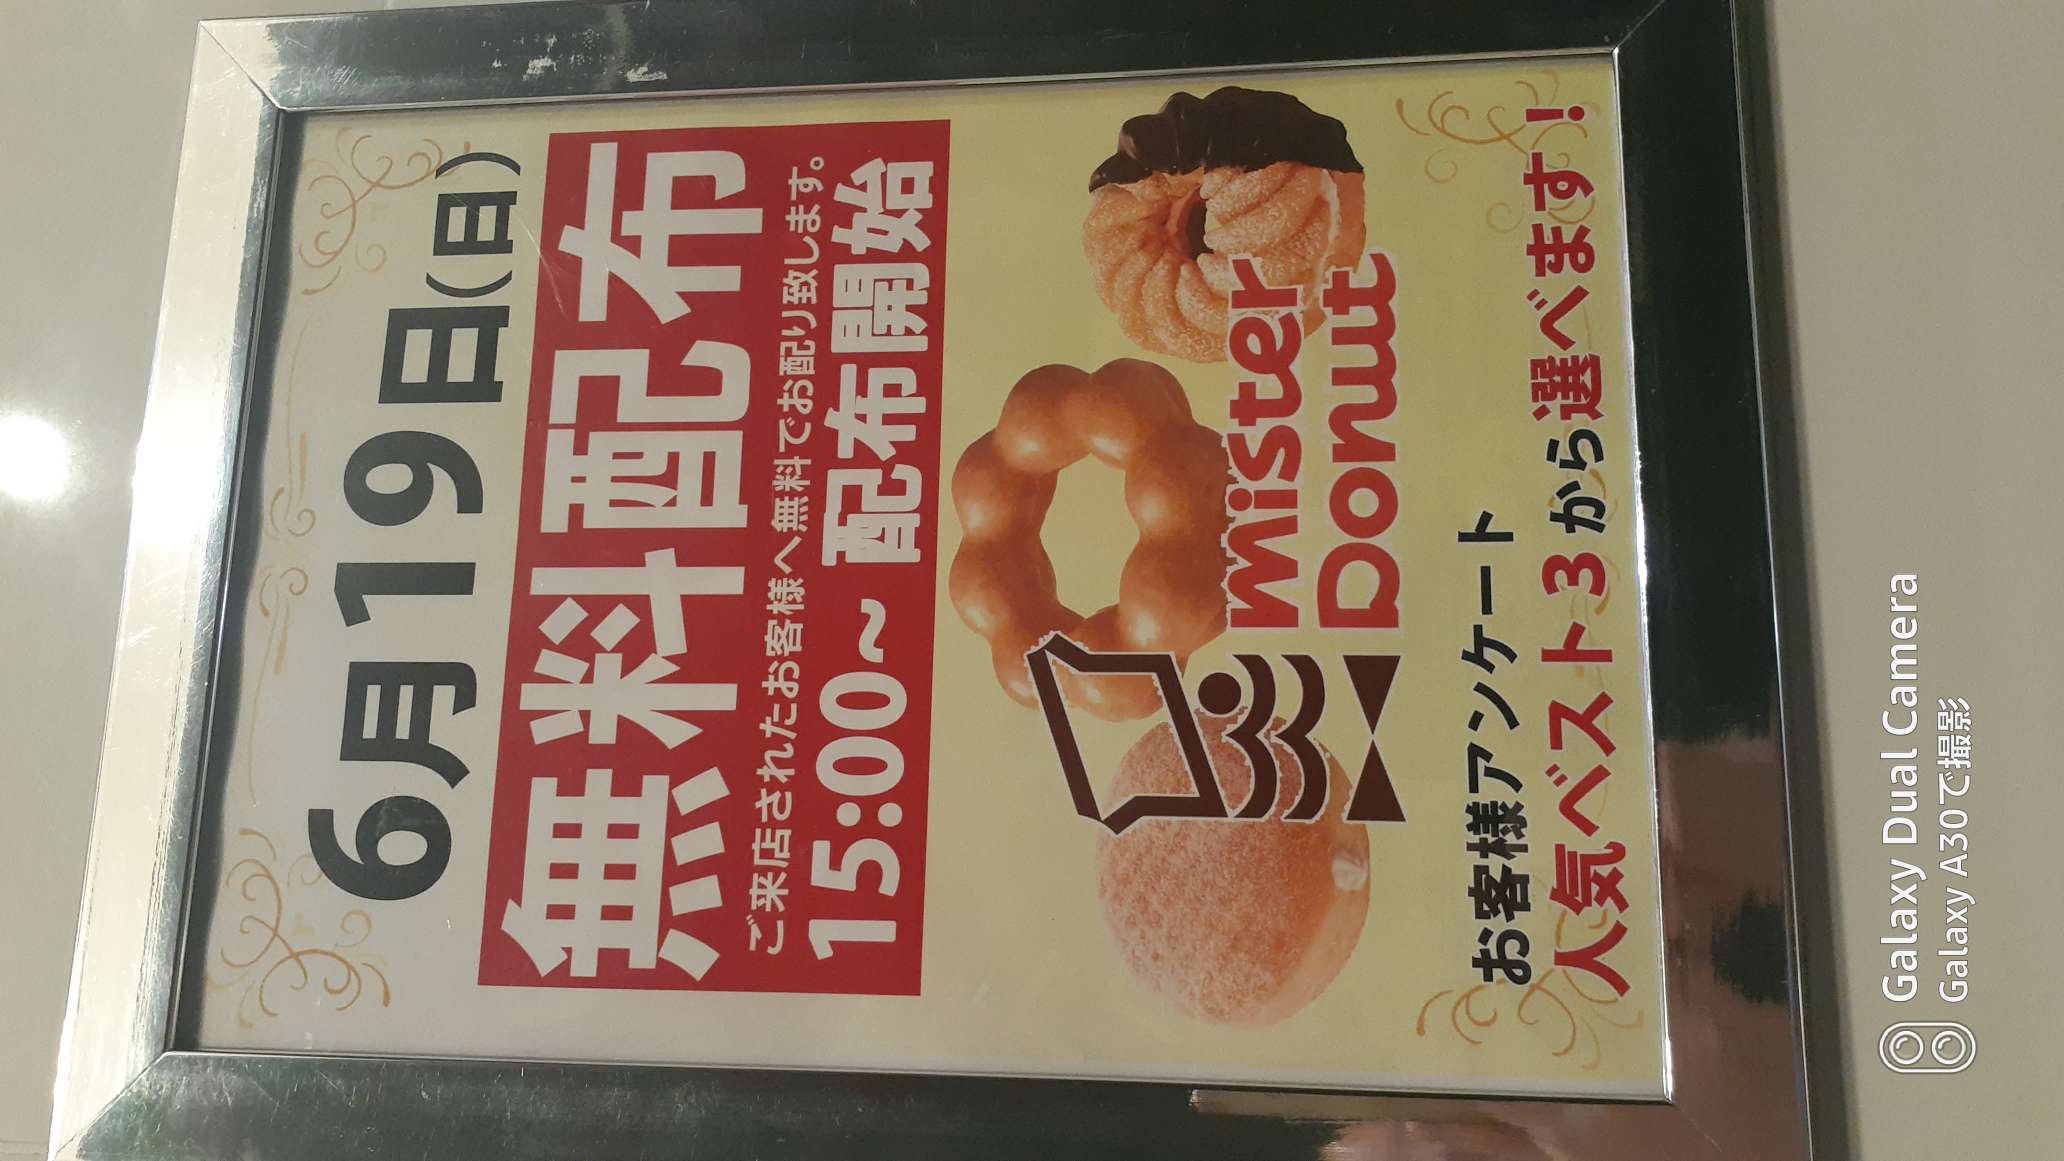 6月19日(日)
無料配布
ご来店されたお客様へ無料でお配り致します。
15:00～ 配布開始
mister
Donut
お客様アンケート
人気ベスト3から選べます!
Galaxy Dual Camera
Galaxy A30で撮影